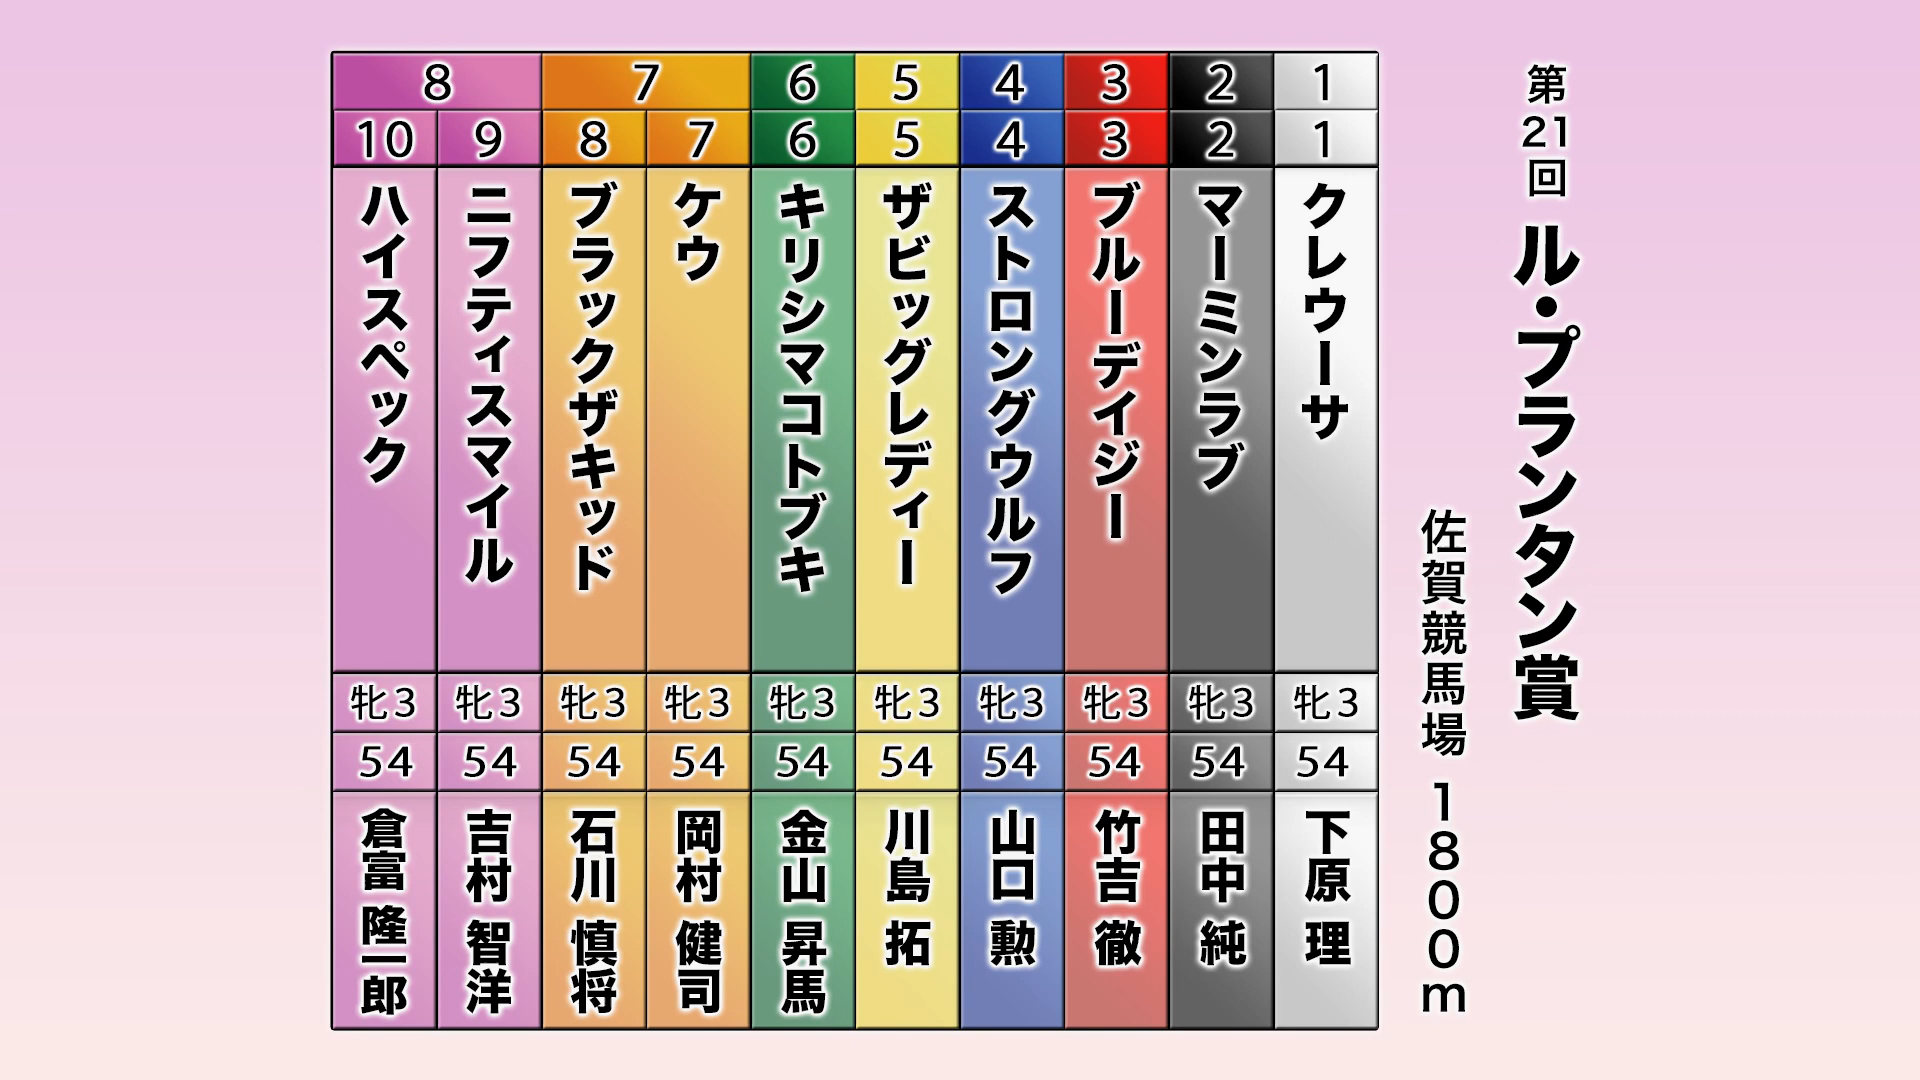 第21回 ル・プランタン賞
佐賀競馬場 1800m
1
1
クレウーサ
牝3
54
下原 理
2
2
マーミンラブ
牝3
54
田中 純
3
3
ブルーデイジー
牝3
54
竹吉 徹
4
4
ストロングウルフ
牝3
54
山口 勲
5
5
ザビッグレディー
牝3
54
川島 拓
6
6
キリシマコトブキ
牝3
54
金山 昇馬
7
7
ケウ
牝3
54
岡村 健司
8
ブラックザキッド
牝3
54
石川 慎将
8
9
ニフティスマイル
牝3
54
吉村 智洋
10
ハイスペック
牝3
54
倉富 隆一郎